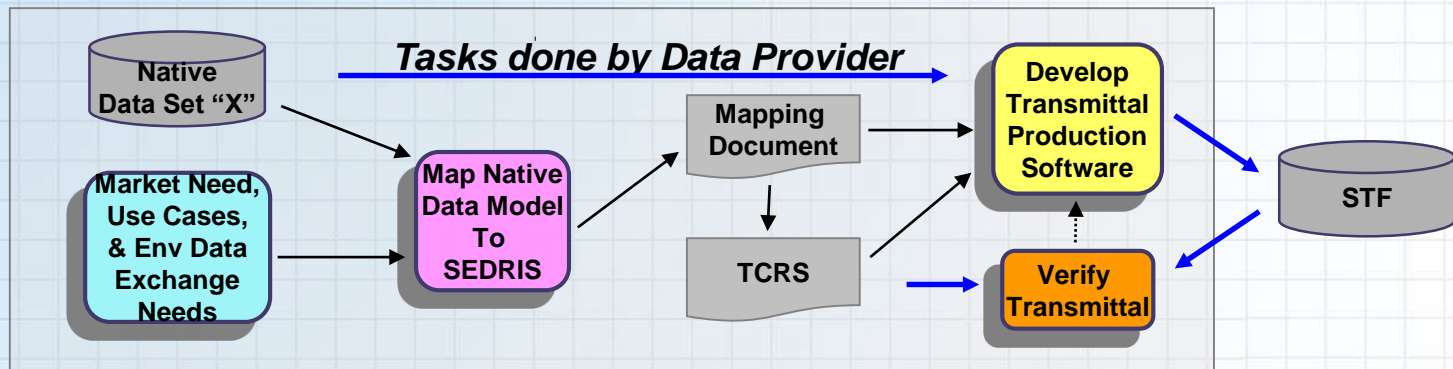 Tasks done by Data Provider
Native
Data Set “X”
Market Need,
Use Cases,
& Env Data
Exchange
Needs
Map Native
Data Model
To
SEDRIS
Mapping
Document
TCRS
Develop
Transmittal
Production
Software
Verify
Transmittal
STF